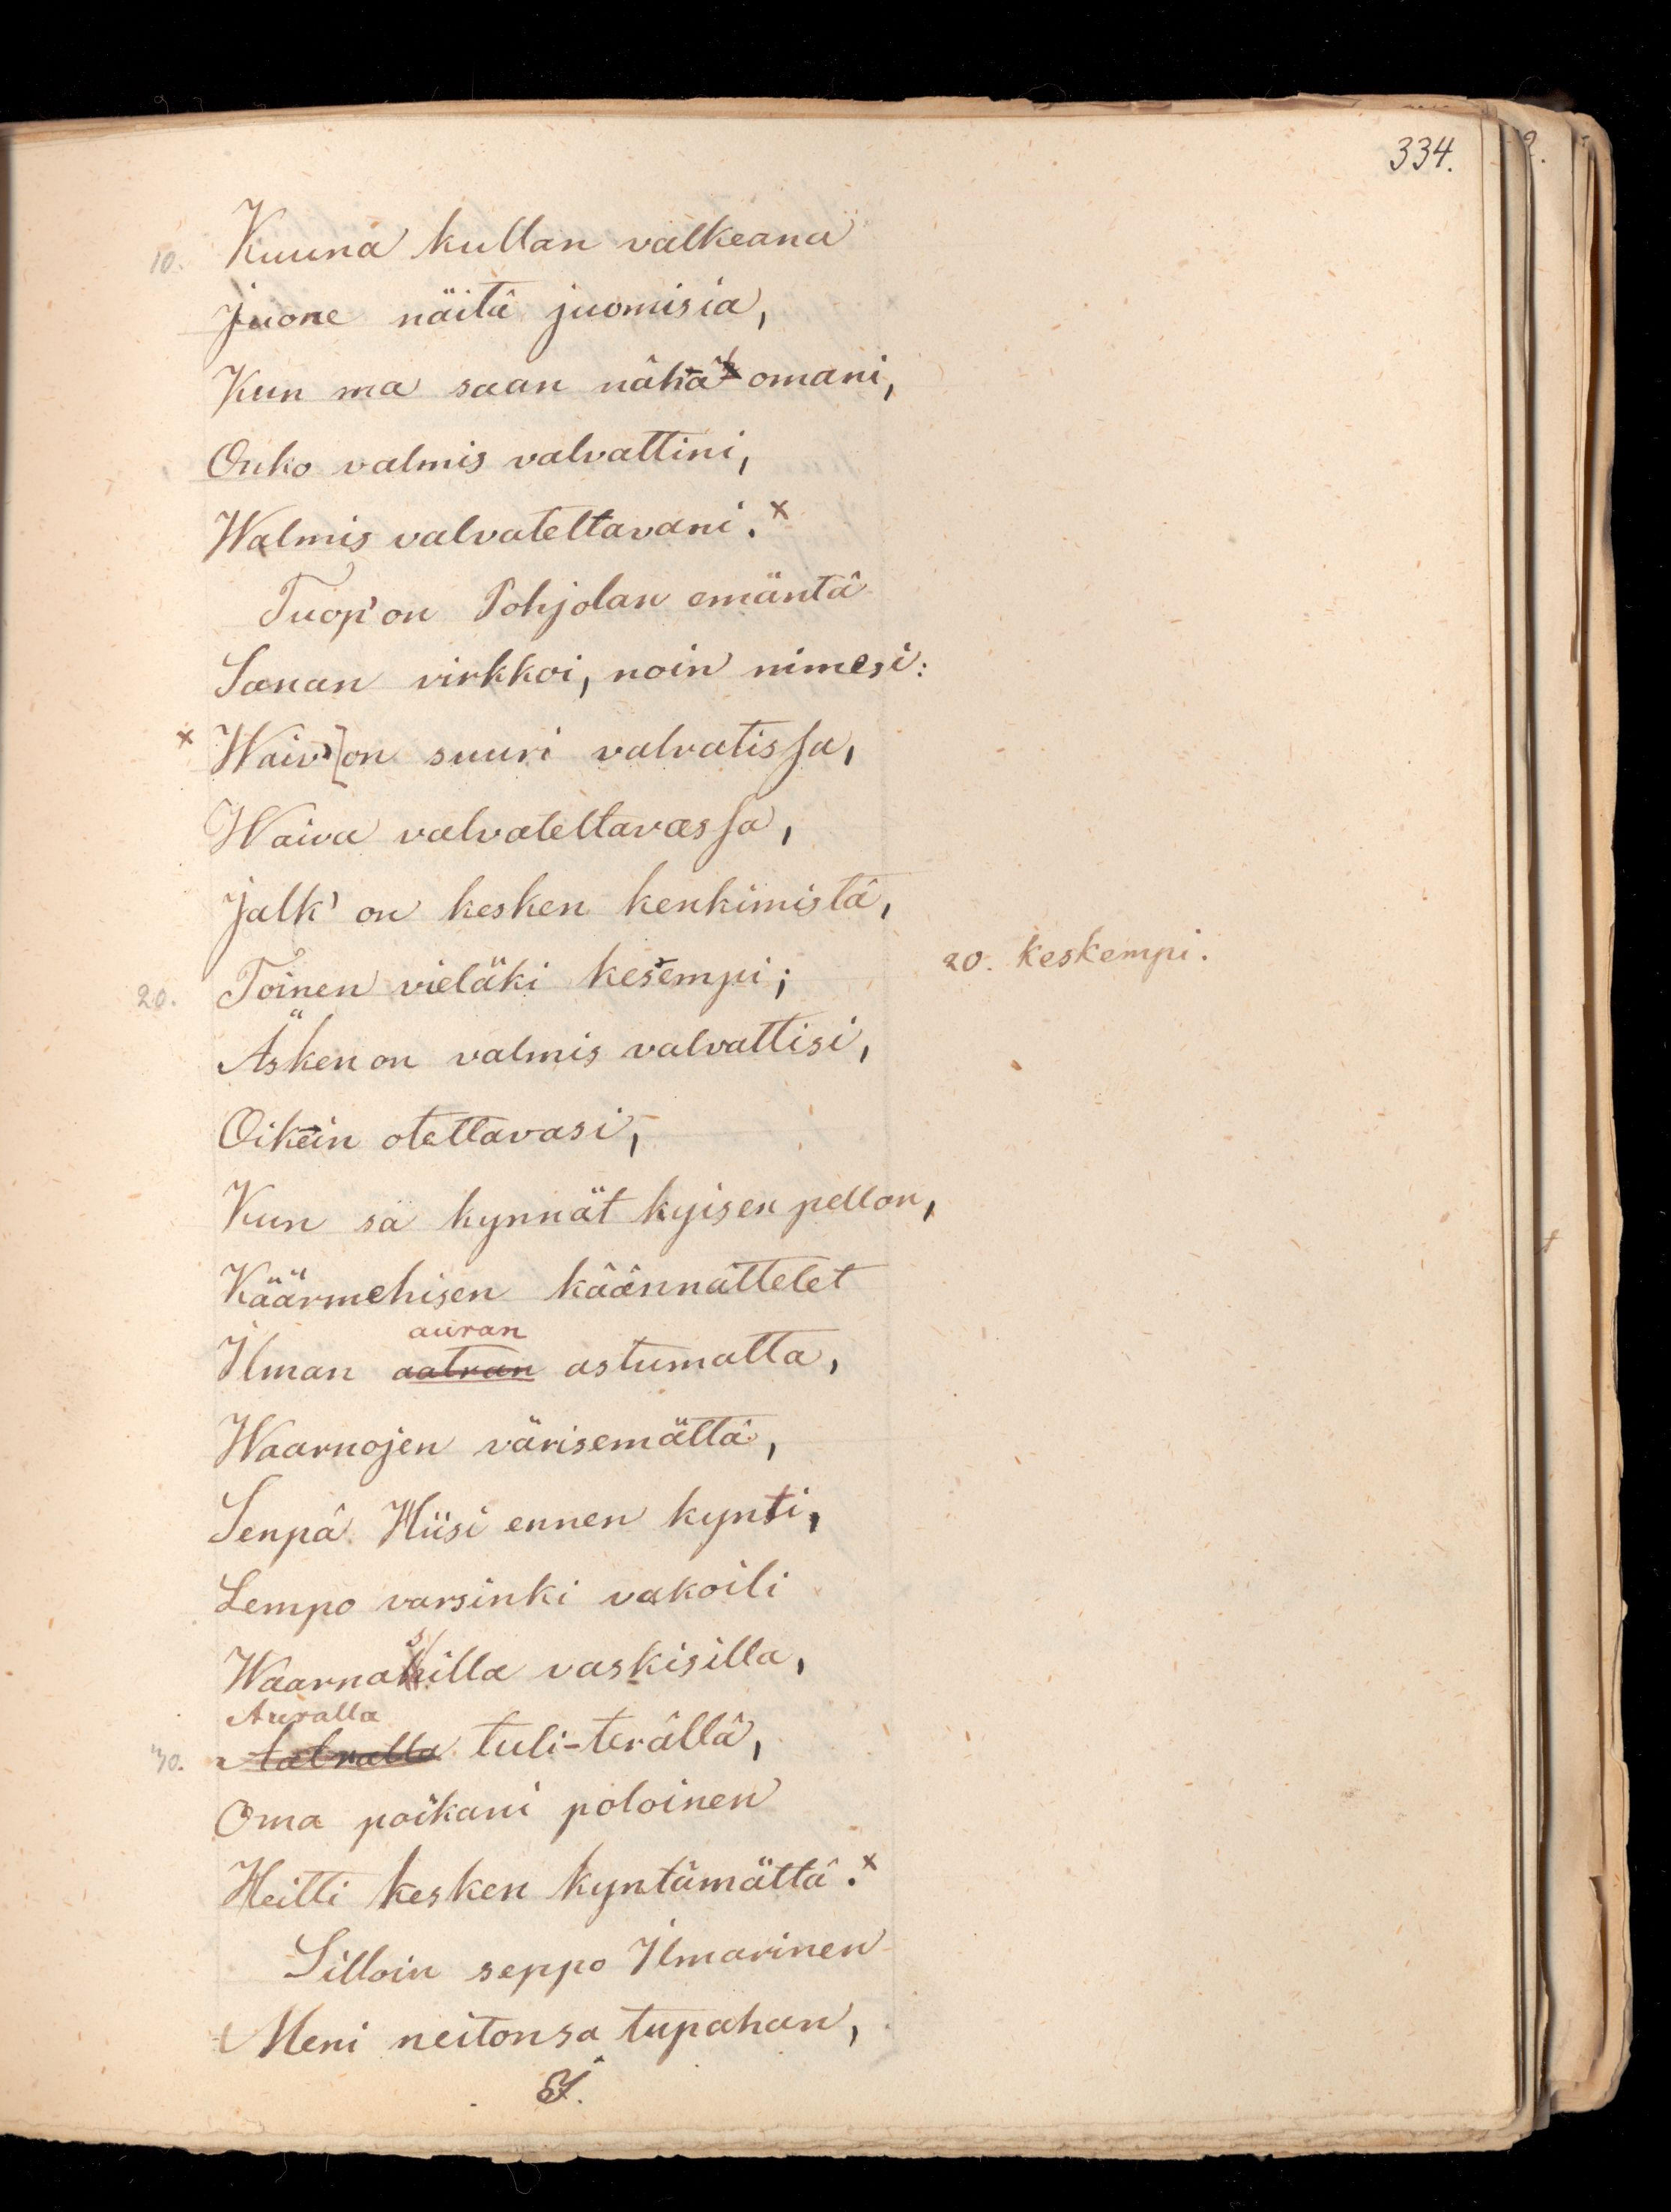 334.
10. Kuuna kullan valkeana
Juone näitä juomisia,
Kun ma saan nähä omani,
Onko valmis valvattini,
Walmis valvateltavani. x
Tuop' on Pohjolan emäntä
Sanan virkkoi, noin nimesi:
x Waiv' [on suuri valvatissa,
Waiva valvateltavassa,
Jalk' on kesken kenkimistä,
20. Toinen vieläki kesempi; 20. keskempi.
Äsken on valmis valvattisi,
Oikein otettavasi,
Kun sä kynnät kyisen pellon,
Käärmehisen käännättelet
auran
Ilman aatran astumatta,
Waarnojen värisemättä,
Senpä Hiisi ennen kynti,
Lempo varsinki vakoili
s
Waarnahilla vaskisilla,
Auralla
30. Aatralla tuli-terällä,
Oma poikani poloinen
Heitti kesken kyntämättä. x
Silloin seppo Ilmarinen
Meni neitonsa tupahan,